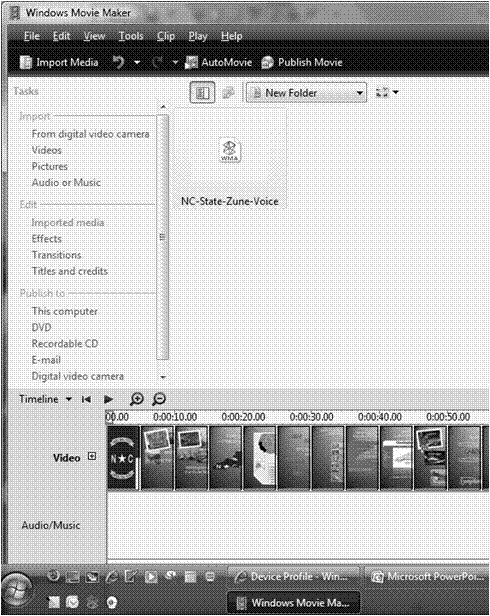 Windows Movie Maker
File Edit View Tools Clip Play Help
Import Media AutoMovie Publish Movie
Tasks
New Folder
Import
From digital video camera
Videos
Pictures
Audio or Music
WMA
NC-State-Zune-Voice
Edit
Imported media
Effects
Transitions
Titles and credits
Publish to
This computer
DVD
Recordable CD
E-mail
Digital video camera
Timeline
00.00 0:00:10.00 0:00:20.00 0:00:30.00 0:00:40.00 0:00:50.00
Video
N C
Audio/Music
Device Profile - Win... Microsoft PowerPoi...
Windows Movie Ma...